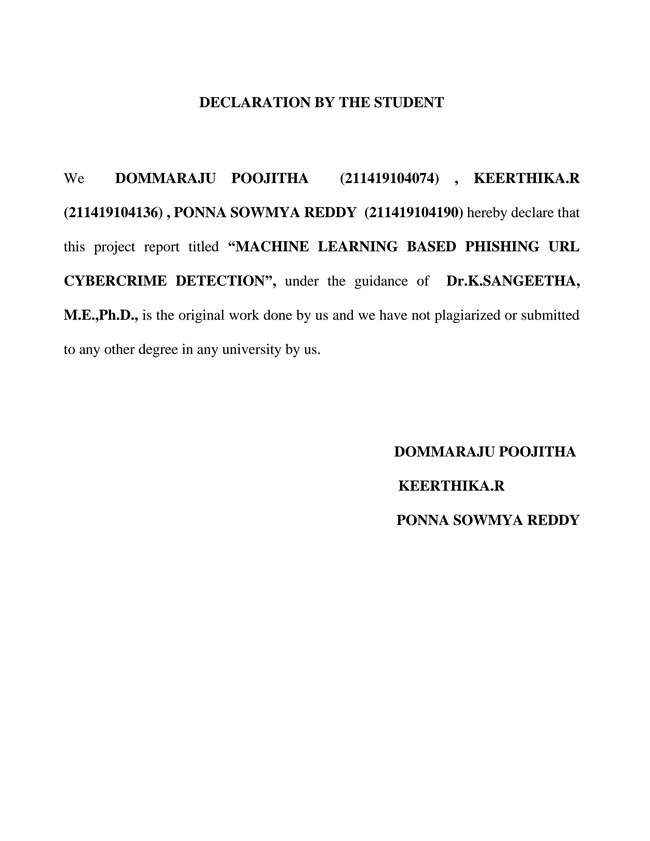 DECLARATION BY THE STUDENT
We DOMMARAJU POOJITHA (211419104074) , KEERTHIKA.R
(211419104136) , PONNA SOWMYA REDDY (211419104190) hereby declare that
this project report titled “MACHINE LEARNING BASED PHISHING URL
CYBERCRIME DETECTION”, under the guidance of Dr.K.SANGEETHA,
M.E.,Ph.D., is the original work done by us and we have not plagiarized or submitted
to any other degree in any university by us.
DOMMARAJU POOJITHA
KEERTHIKA.R
PONNA SOWMYA REDDY